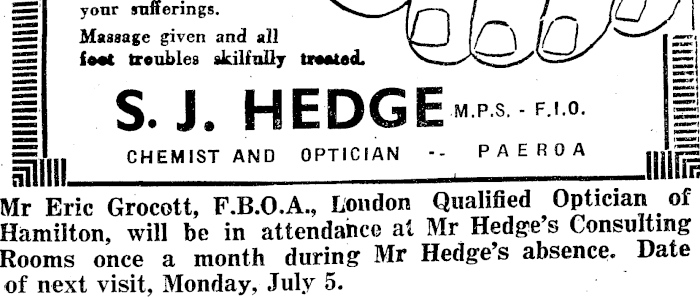 your sufferings.
Massage given and all
foot troubles skilfully treated.
S. J. HEDGE M.P.S. - F.I.O.
CHEMIST AND OPTICIAN -- PAEROA
Mr Eric Grocott, F.B.O.A., London Qualified Optician of
Hamilton, will be in attendance at Mr Hedge's Consulting
Rooms once a month during Mr Hedge's absence. Date
of next visit, Monday, July 5.